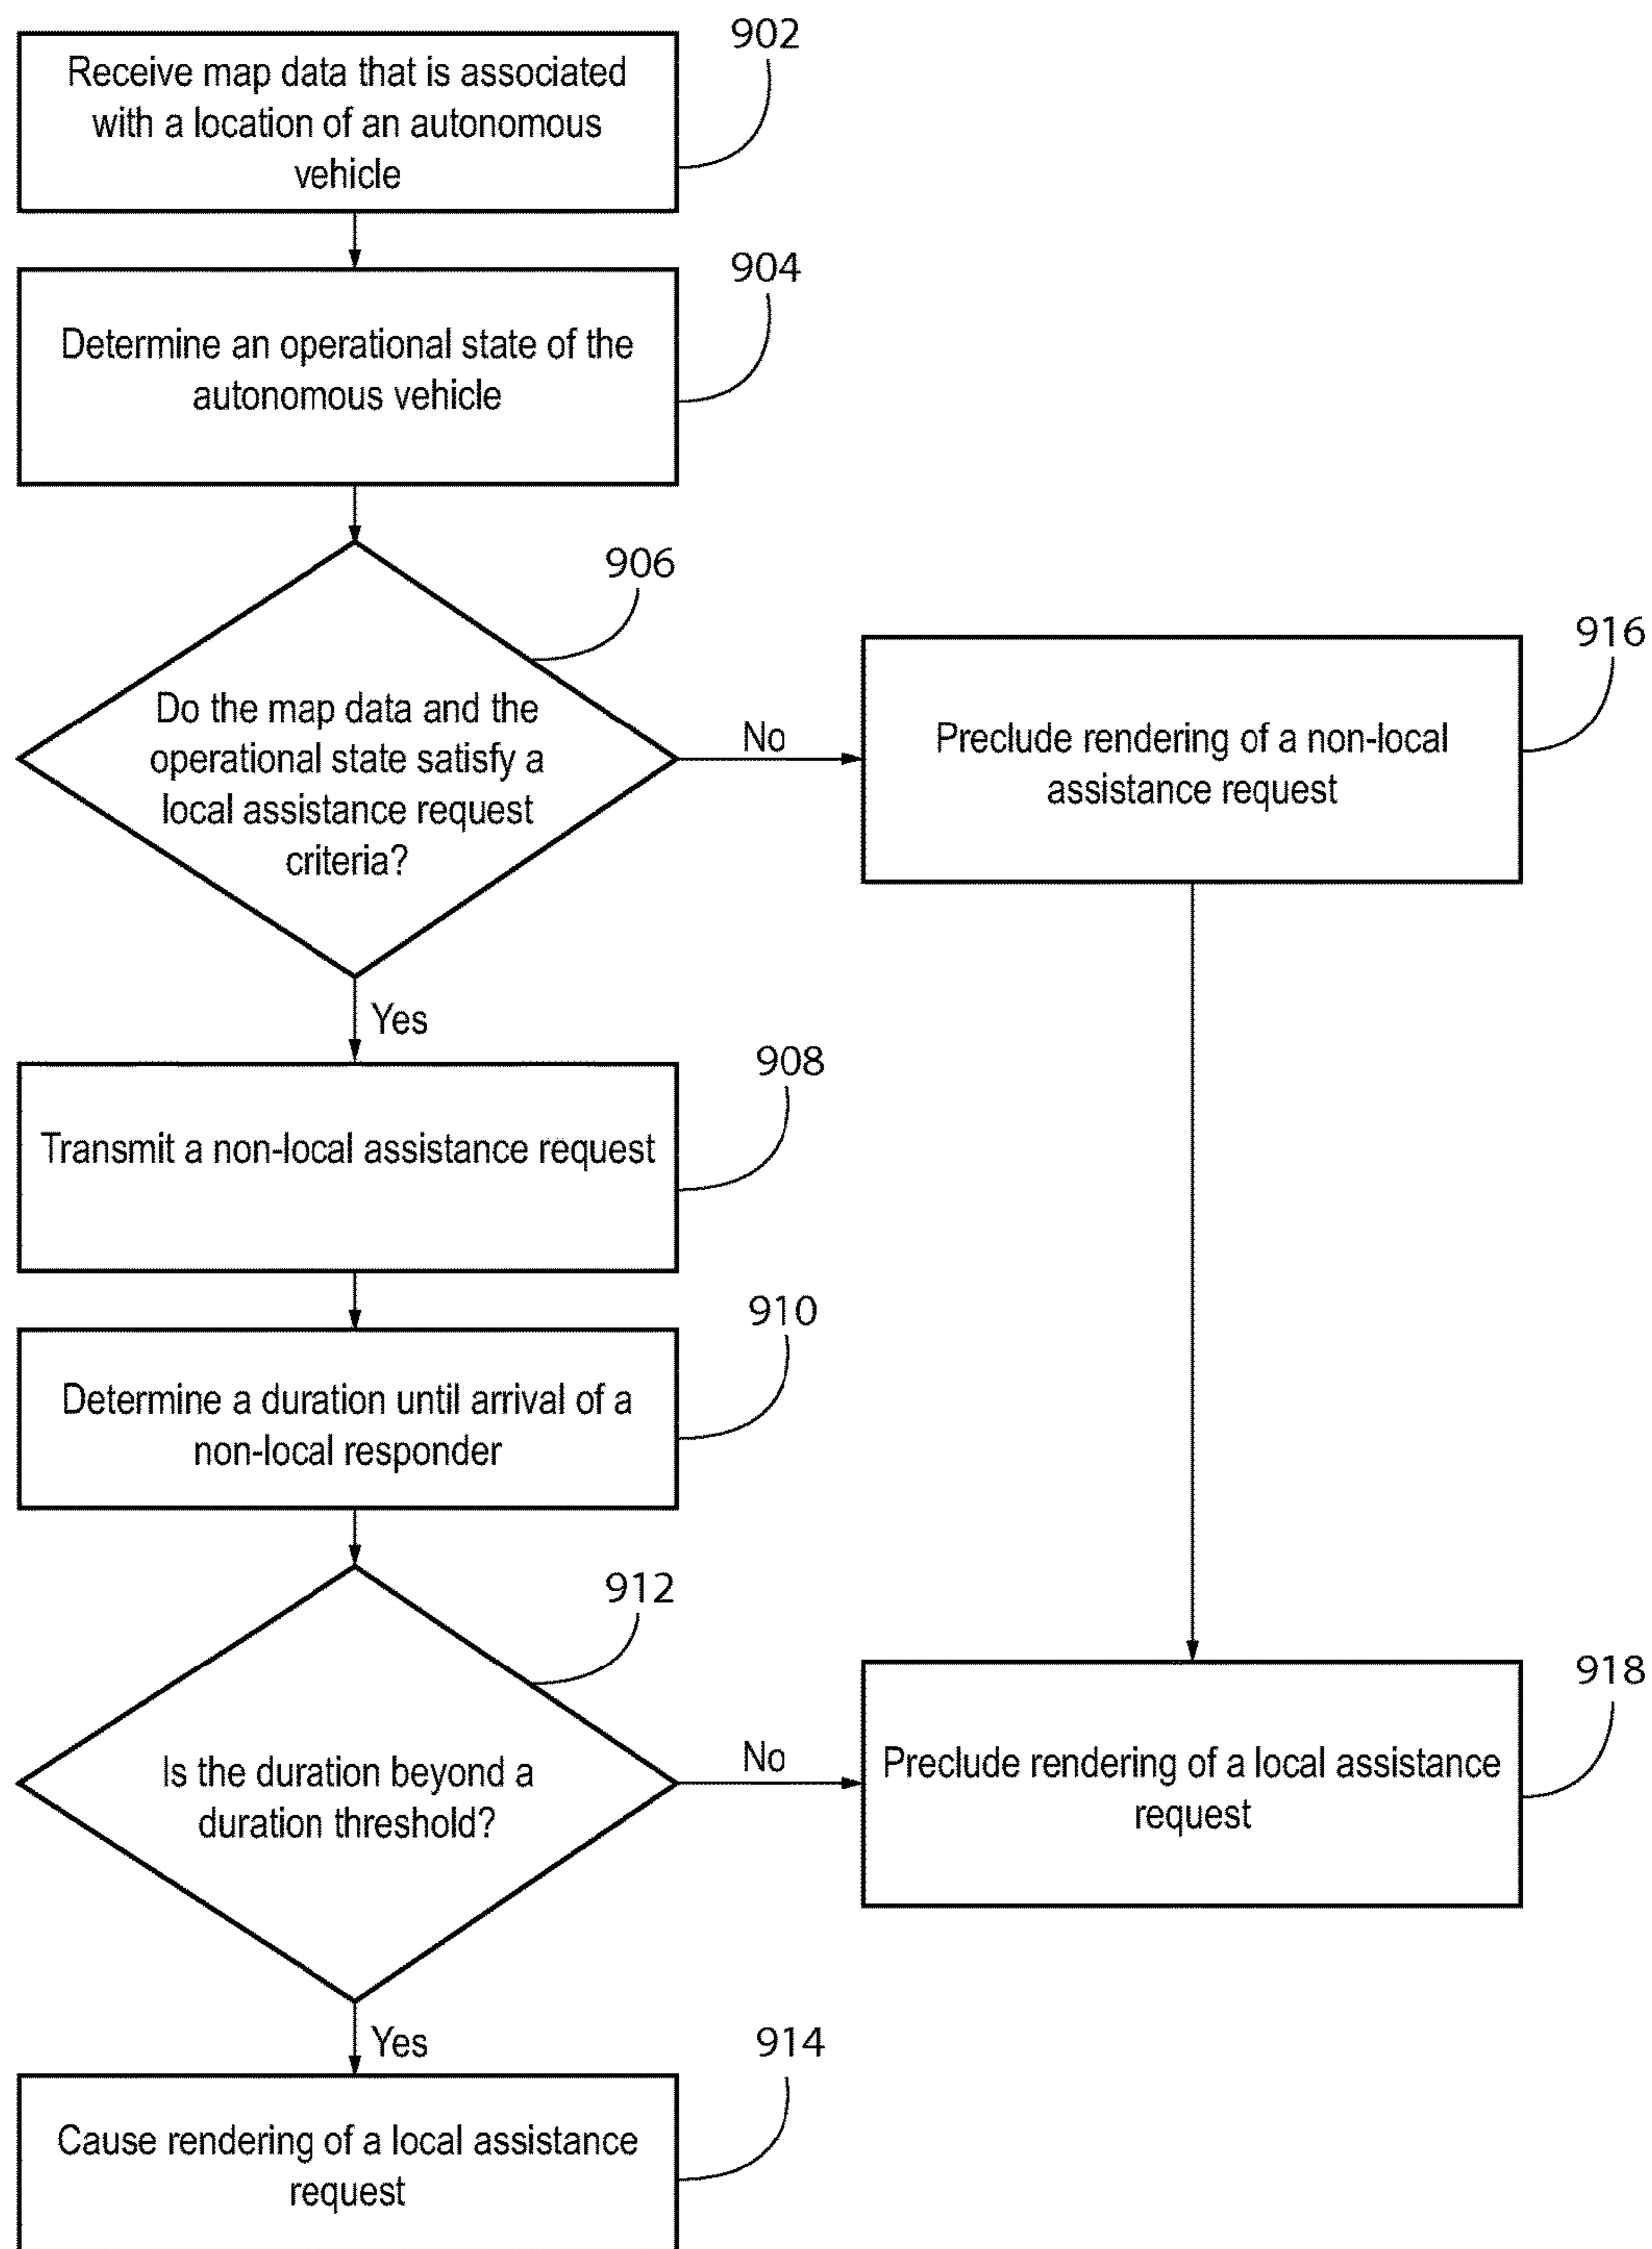 902
Receive map data that is associated
with a location of an autonomous
vehicle
904
Determine an operational state of the
autonomous vehicle
906
Do the map data and the
operational state satisfy a
local assistance request
criteria?
No
916
Preclude rendering of a non-local
assistance request
Yes
908
Transmit a non-local assistance request
910
Determine a duration until arrival of a
non-local responder
912
Is the duration beyond a
duration threshold?
No
918
Preclude rendering of a local assistance
request
Yes
914
Cause rendering of a local assistance
request